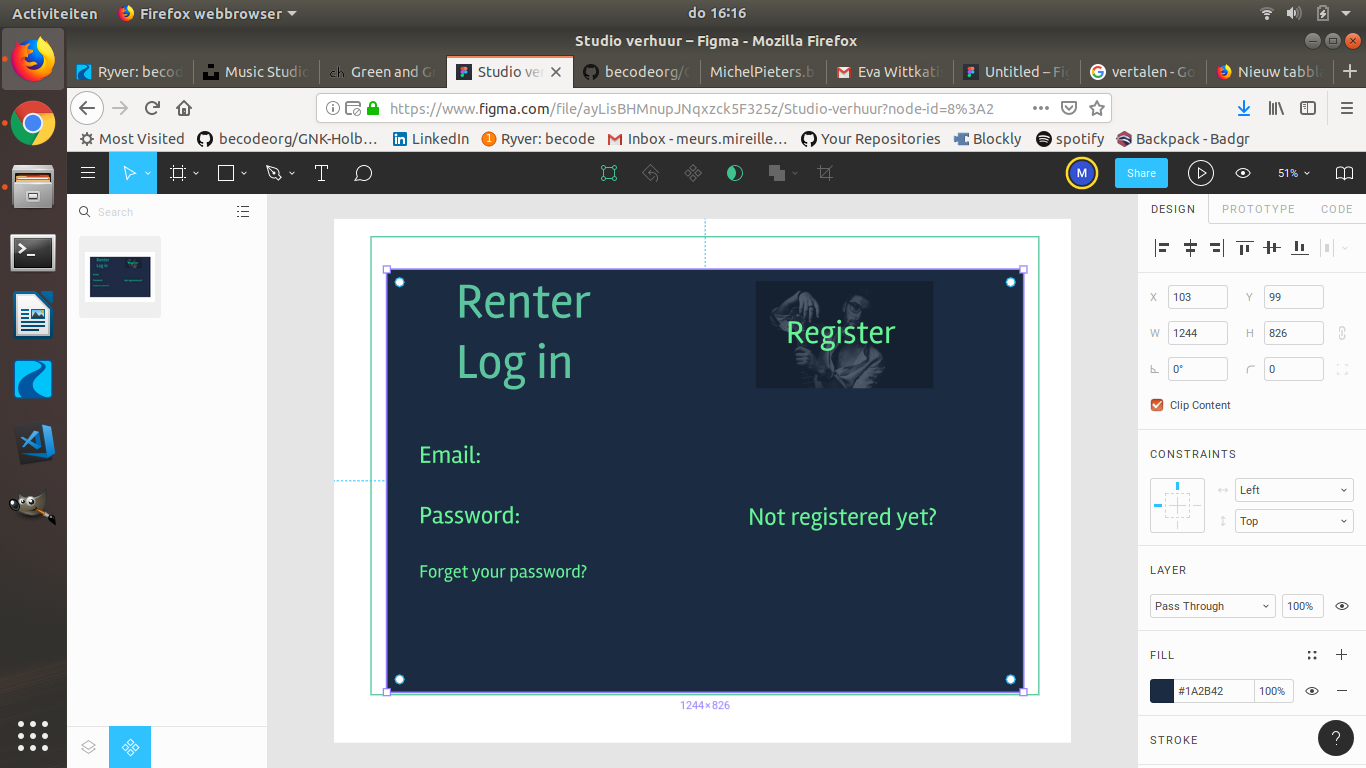 Activiteiten
Firefox webbrowser
do 16:16
Studio verhuur – Figma - Mozilla Firefox
Ryver: becod
Music Studio
Green and G
Studio ver
becodeorg/
MichelPieters.b
Eva Wittkati
Untitled – Fi
vertalen - Go
Nieuw tabbl
https://www.figma.com/file/ayLisBHMnupJNqxzck5F325z/Studio-verhuur?node-id=8%3A2
Most Visited
becodeorg/GNK-Holb…
LinkedIn
Ryver: becode
Inbox - meurs.mireille…
Your Repositories
Blockly
spotify
Backpack - Badgr
M
Share
51%
Search
DESIGN
PROTOTYPE
CODE
Renter
Log in
Register
Email:
Password:
Not registered yet?
Forget your password?
1244×826
X 103 Y 99
W 1244 H 826
0° 0
Clip Content
CONSTRAINTS
Left
Top
LAYER
Pass Through 100%
FILL
#1A2B42 100%
STROKE
?